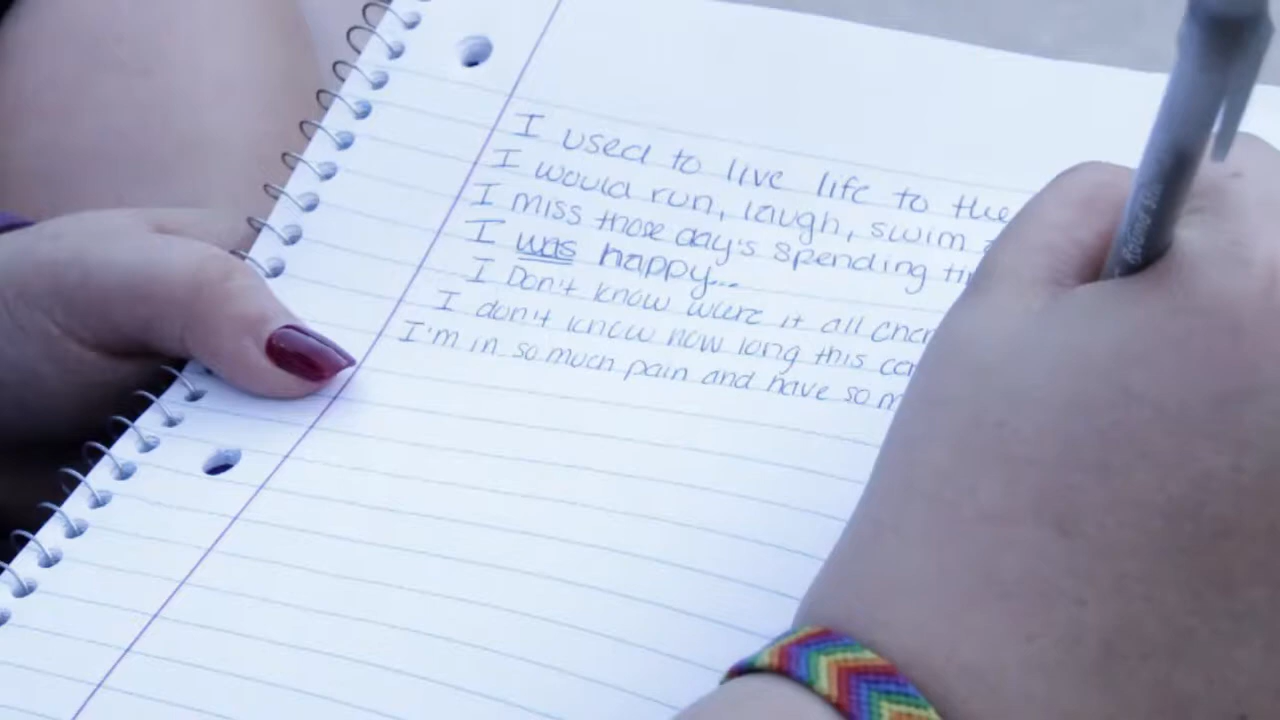 I used to live life to the
I would run, laugh, swim
I miss those day's spending
I was happy...
I Don't know were it all
I don't know how long this
I'm in so much pain and have so